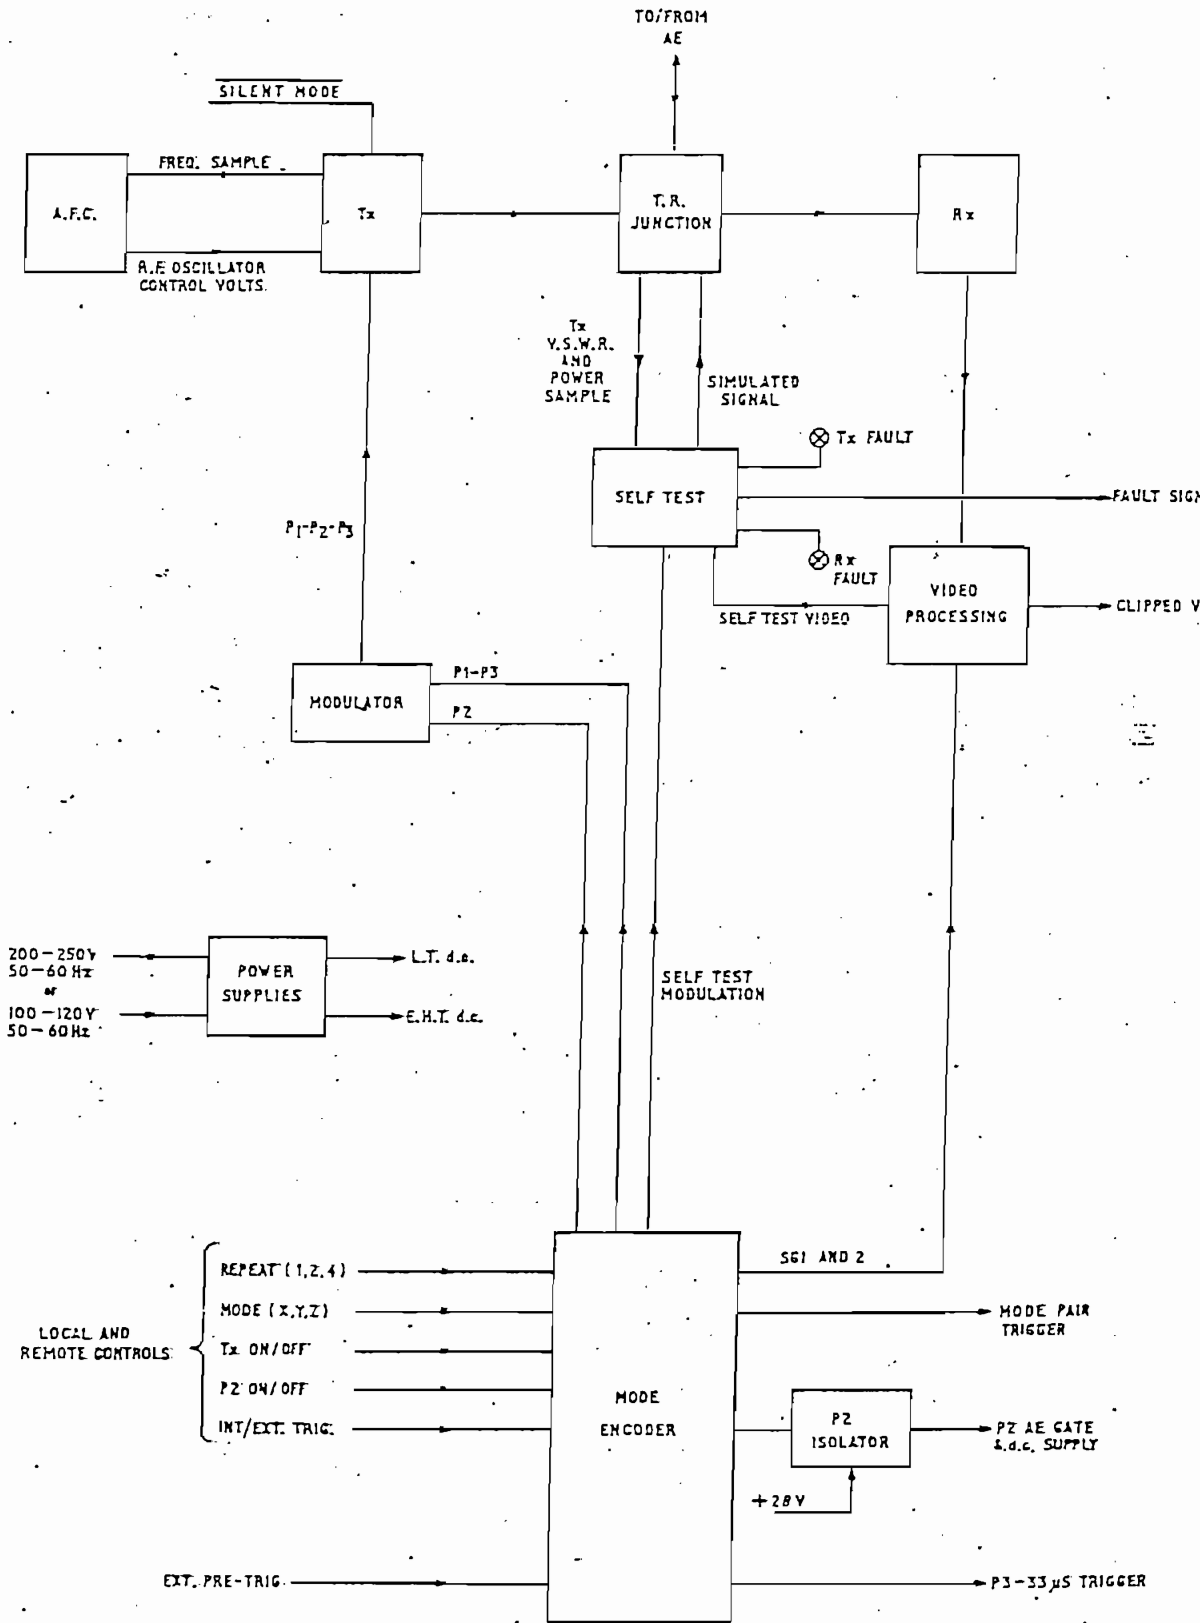 TO/FROM
AE
SILENT MODE
FREQ. SAMPLE
A.F.C.
Tx
T.R.
JUNCTION
Rx
R.F OSCILLATOR
CONTROL VOLTS.
Tx
V.S.W.R.
AND
POWER
SAMPLE
SIMULATED
SIGNAL
Tx FAULT
SELF TEST
FAULT SIGN
P1-P2-P3
Rx
FAULT
VIDEO
PROCESSING
SELF TEST VIDEO
CLIPPED V
P1-P3
MODULATOR
P2
200-250V
50-60Hz
or
100-120V
50-60Hz
POWER
SUPPLIES
L.T. d.c.
E.H.T. d.c.
SELF TEST
MODULATION
SG1 AND 2
REPEAT (1,2,4)
MODE (X,Y,Z)
MODE PAIR
TRIGGER
LOCAL AND
REMOTE CONTROLS
Tx ON/OFF
P2 ON/OFF
INT/EXT. TRIG.
MODE
ENCODER
P2
ISOLATOR
P2 AE GATE
& d.c. SUPPLY
+28V
EXT. PRE-TRIG.
P3-33 µS TRIGGER